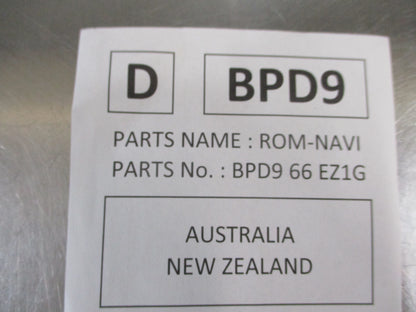 D BPD9
PARTS NAME : ROM-NAVI
PARTS No. : BPD9 66 EZ1G
AUSTRALIA
NEW ZEALAND